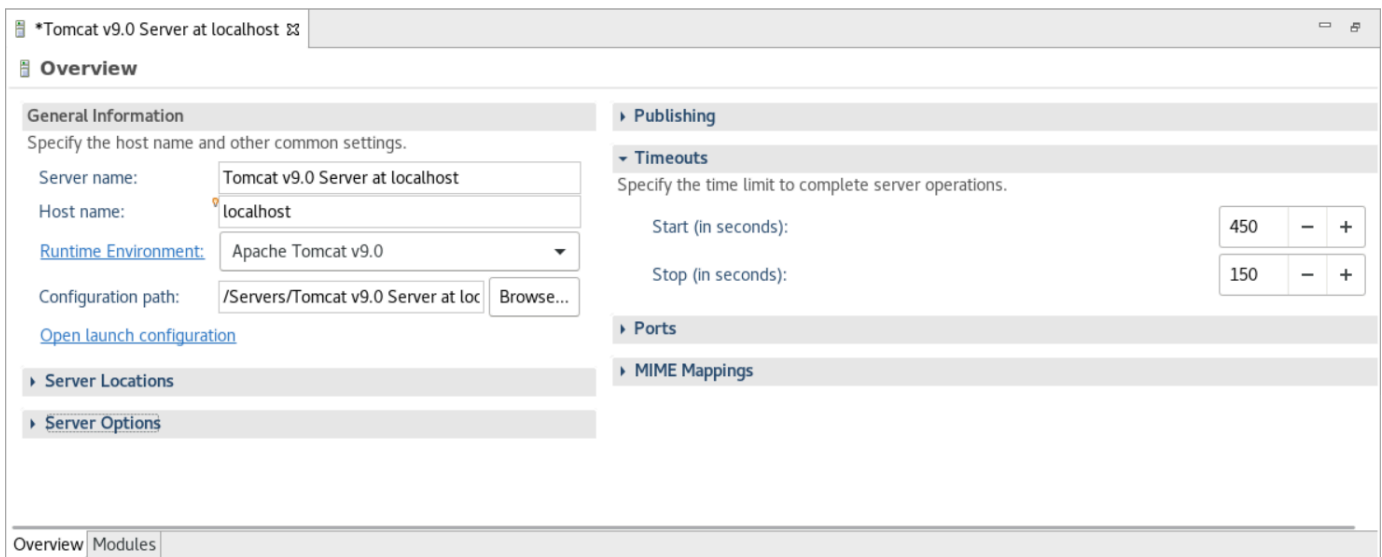 *Tomcat v9.0 Server at localhost
Overview
General Information
Specify the host name and other common settings.
Server name: Tomcat v9.0 Server at localhost
Host name: localhost
Runtime Environment: Apache Tomcat v9.0
Configuration path: /Servers/Tomcat v9.0 Server at loc Browse...
Open launch configuration
Server Locations
Server Options
Publishing
Timeouts
Specify the time limit to complete server operations.
Start (in seconds): 450 − +
Stop (in seconds): 150 − +
Ports
MIME Mappings
Overview Modules